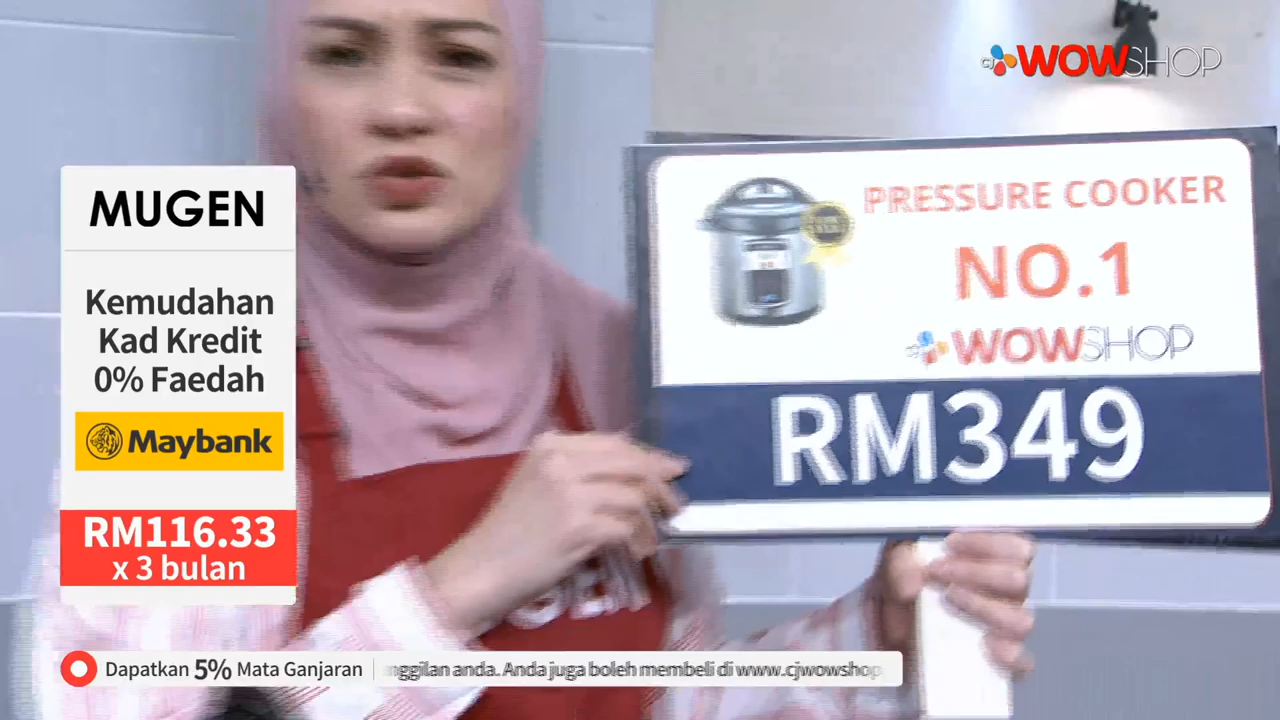 CJ WOWSHOP
MUGEN
Kemudahan
Kad Kredit
0% Faedah
Maybank
RM116.33
x 3 bulan
PRESSURE COOKER
NO.1
WOWSHOP
RM349
Dapatkan 5% Mata Ganjaran
nggilan anda. Anda juga boleh membeli di www.cjwowshop